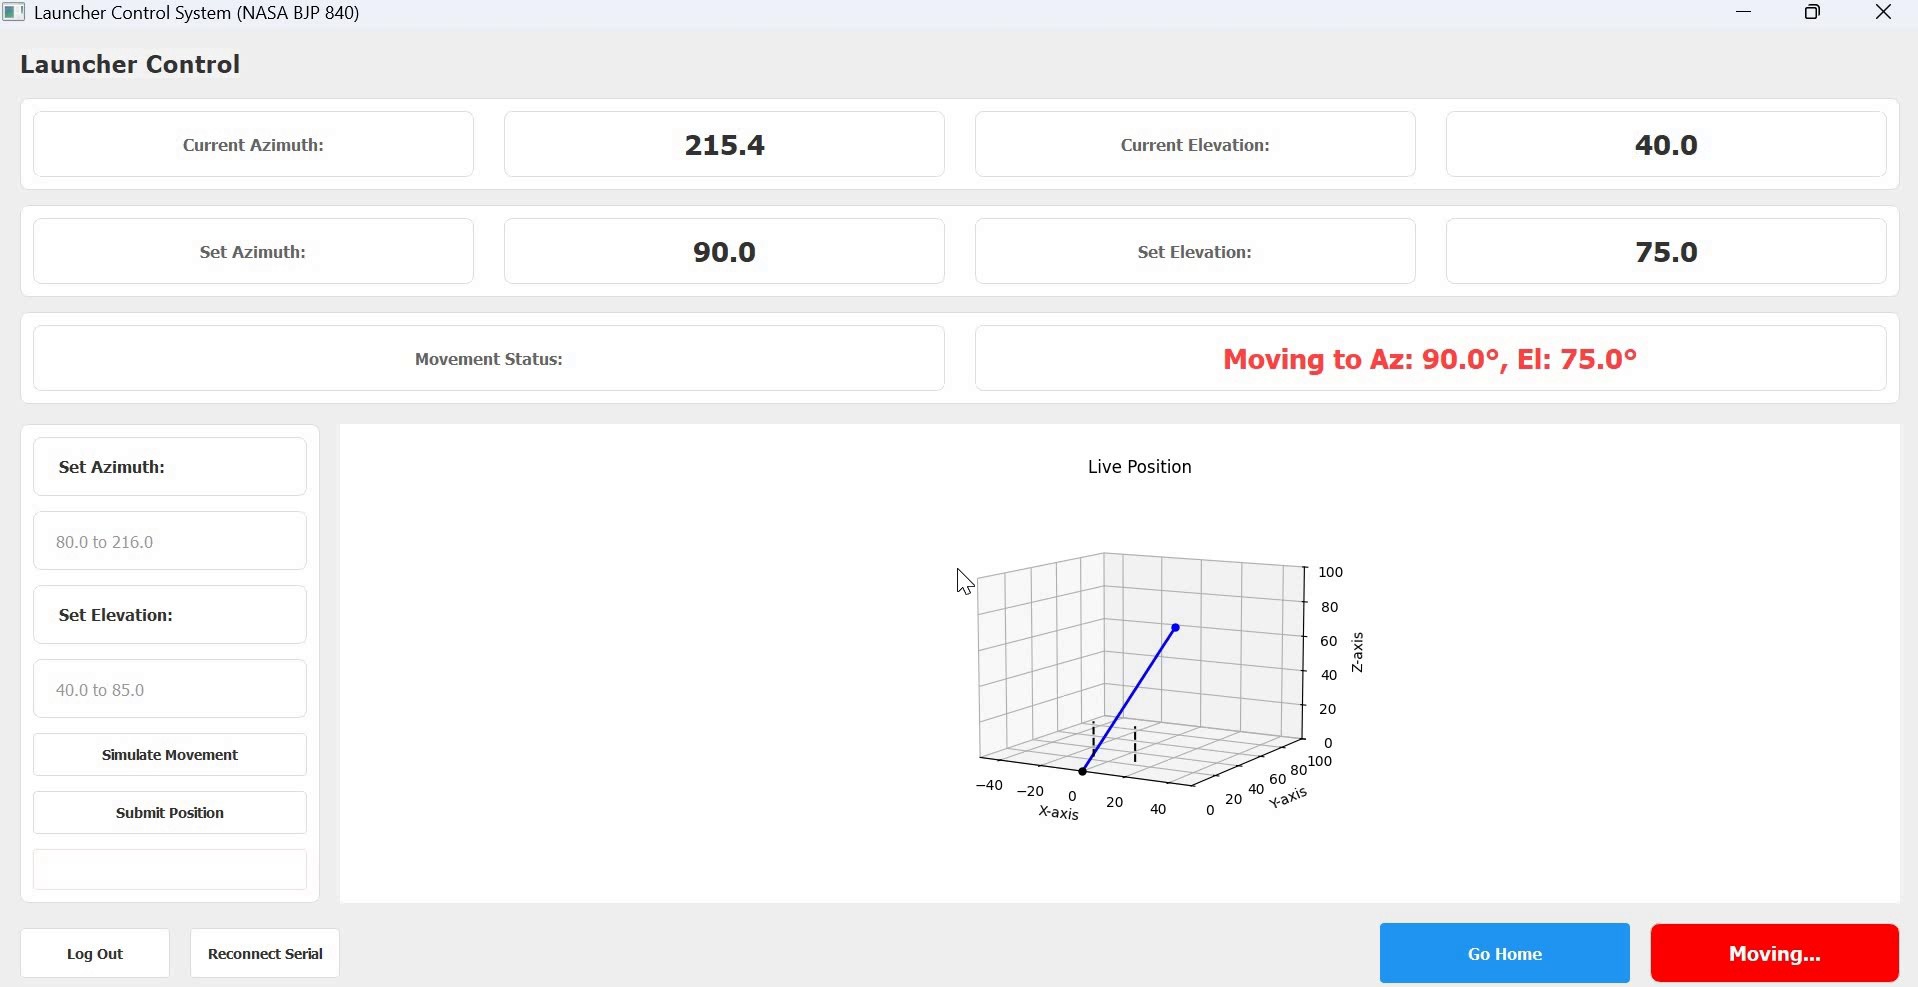 Launcher Control System (NASA BJP 840)
Launcher Control
Current Azimuth: 215.4 Current Elevation: 40.0
Set Azimuth: 90.0 Set Elevation: 75.0
Movement Status: Moving to Az: 90.0°, El: 75.0°
Set Azimuth:
80.0 to 216.0
Set Elevation:
40.0 to 85.0
Simulate Movement
Submit Position
Live Position
100
80
60
40
20
0
Z-axis
−40 −20 0 20 40
X-axis
0 20 40 60 80 100
Y-axis
Log Out Reconnect Serial Go Home Moving...